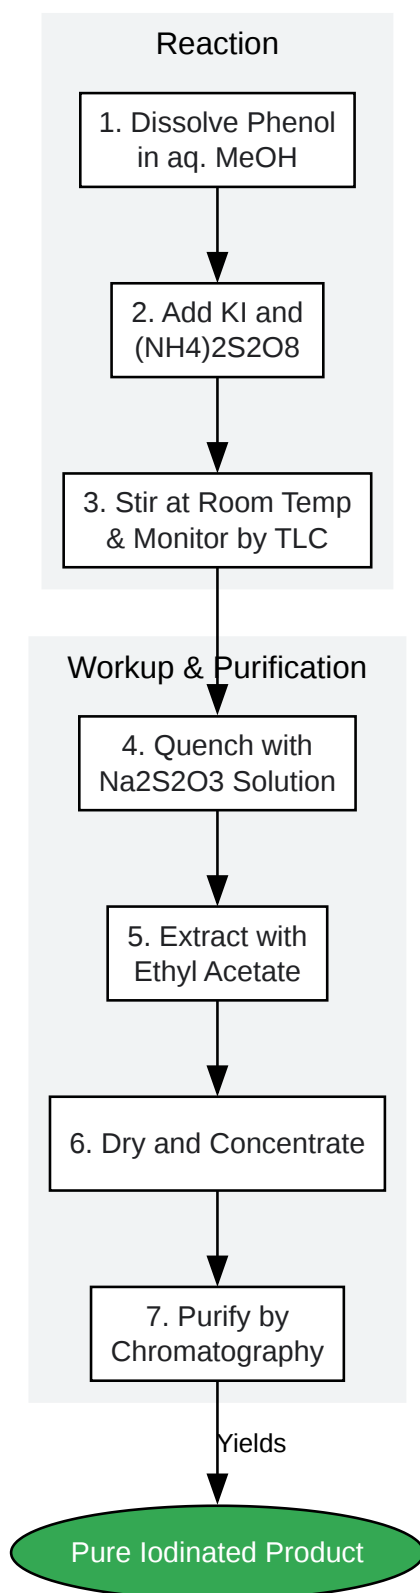 Reaction
1. Dissolve Phenol
in aq. MeOH
2. Add KI and
(NH4)2S2O8
3. Stir at Room Temp
& Monitor by TLC
Workup & Purification
4. Quench with
Na2S2O3 Solution
5. Extract with
Ethyl Acetate
6. Dry and Concentrate
7. Purify by
Chromatography
Yields
Pure Iodinated Product